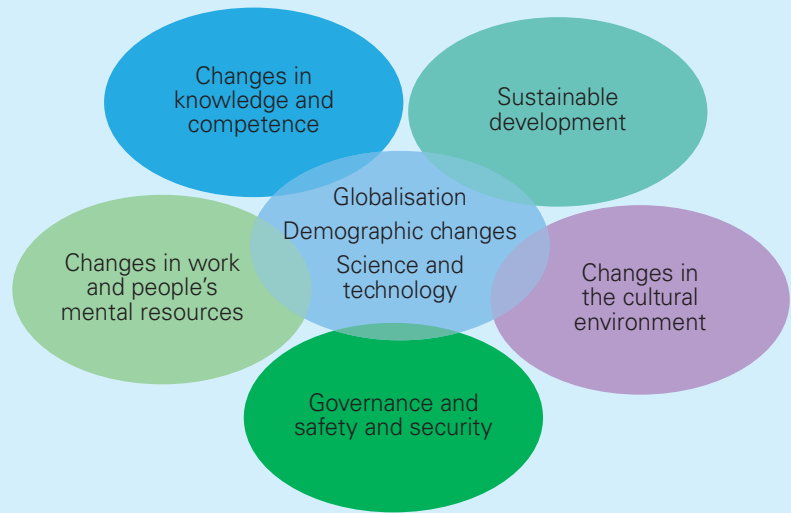 Changes in
knowledge and
competence
Sustainable
development
Globalisation
Demographic changes
Science and
technology
Changes in work
and people's
mental resources
Changes in
the cultural
environment
Governance and
safety and security